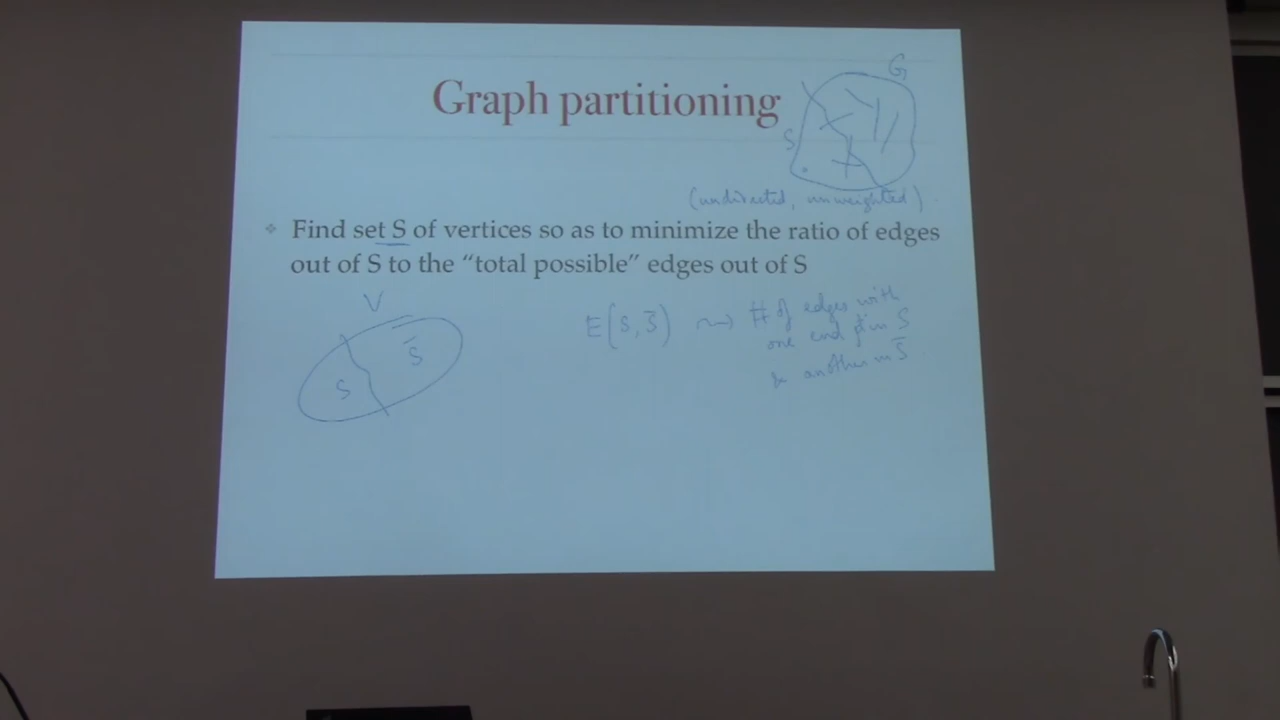 Graph partitioning
G
S
(undirected, unweighted)
❖ Find set S of vertices so as to minimize the ratio of edges
out of S to the “total possible” edges out of S
V
S
S̄
E(S, S̄) ⇝ # of edges with
one end pt in S
& another in S̄